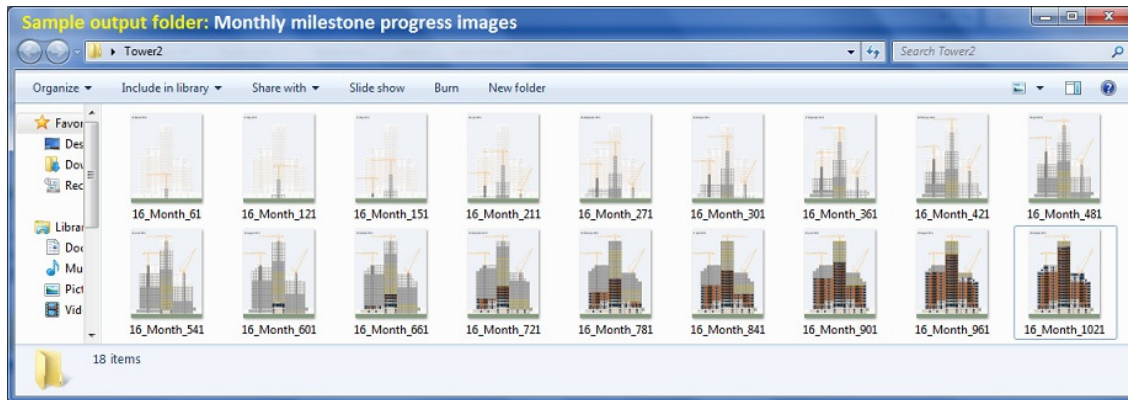 Sample output folder: Monthly milestone progress images
Tower2
Search Tower2
Organize Include in library Share with Slide show Burn New folder
Favor
Des
Dov
Rec
16_Month_61 16_Month_121 16_Month_151 16_Month_211 16_Month_271 16_Month_301 16_Month_361 16_Month_421 16_Month_481
Librar
Doc
Mu
Pict
Vid
16_Month_541 16_Month_601 16_Month_661 16_Month_721 16_Month_781 16_Month_841 16_Month_901 16_Month_961 16_Month_1021
18 items